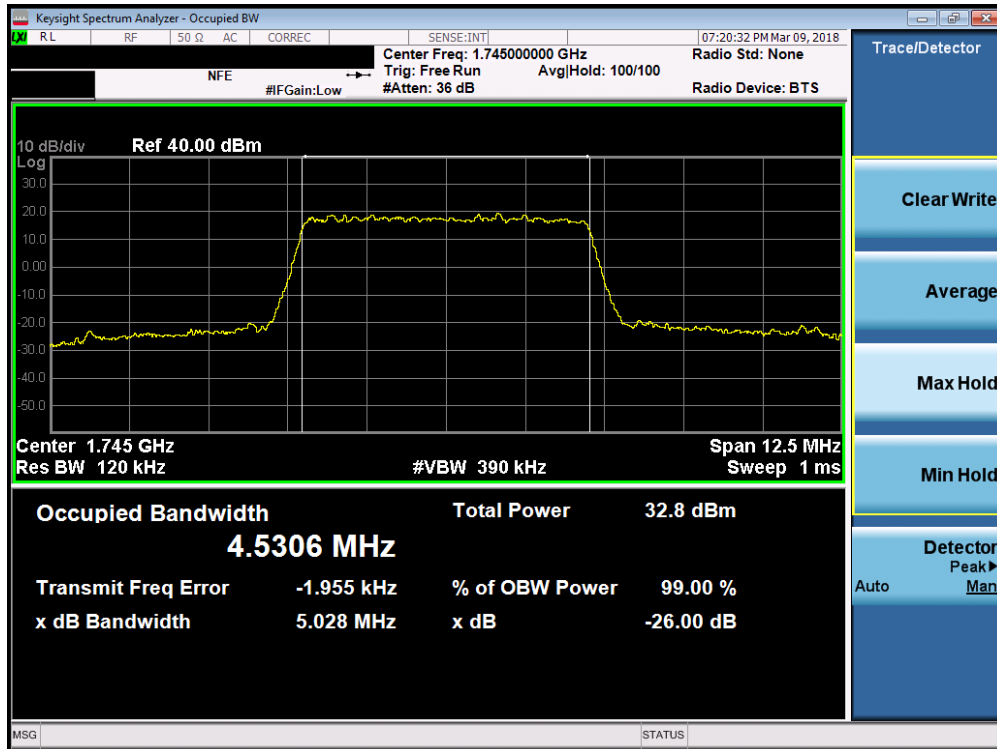 Keysight Spectrum Analyzer - Occupied BW
LXI RL RF 50 Ω AC CORREC SENSE:INT 07:20:32 PM Mar 09, 2018
Center Freq: 1.745000000 GHz Radio Std: None
NFE Trig: Free Run Avg|Hold: 100/100
#IFGain:Low #Atten: 36 dB Radio Device: BTS
10 dB/div Ref 40.00 dBm
Log
30.0
20.0
10.0
0.00
-10.0
-20.0
-30.0
-40.0
-50.0
Center 1.745 GHz Span 12.5 MHz
Res BW 120 kHz #VBW 390 kHz Sweep 1 ms
Occupied Bandwidth Total Power 32.8 dBm
4.5306 MHz
Transmit Freq Error -1.955 kHz % of OBW Power 99.00 %
x dB Bandwidth 5.028 MHz x dB -26.00 dB
MSG STATUS
Trace/Detector
Clear Write
Average
Max Hold
Min Hold
Detector
Peak▶
Auto Man